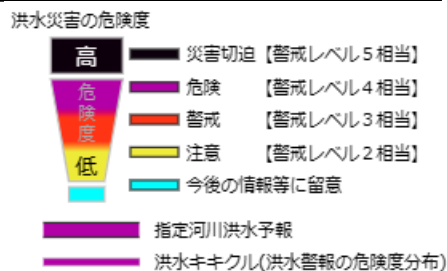 洪水災害の危険度
高
災害切迫【警戒レベル5相当】
危険 【警戒レベル4相当】
危険度
警戒 【警戒レベル3相当】
注意 【警戒レベル2相当】
低
今後の情報等に留意
指定河川洪水予報
洪水キキクル(洪水警報の危険度分布)